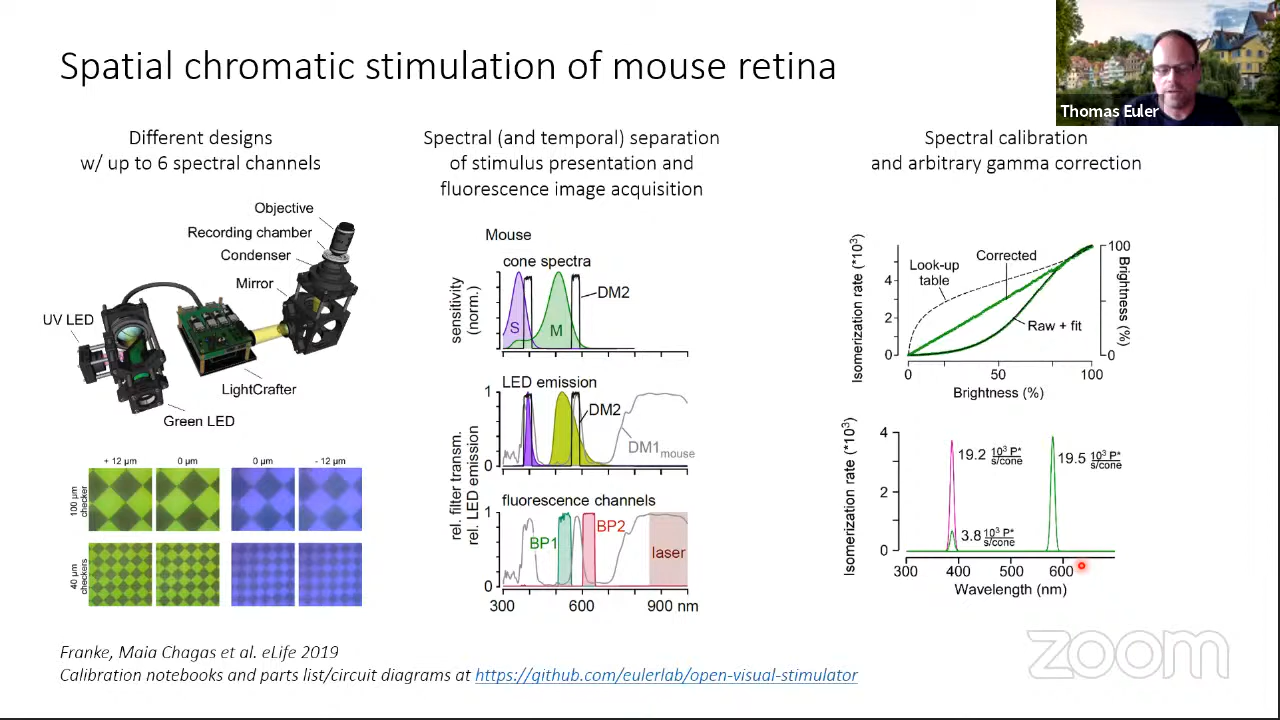 Spatial chromatic stimulation of mouse retina
Thomas Euler
Different designs
w/ up to 6 spectral channels
Objective
Recording chamber
Condenser
Mirror
UV LED
LightCrafter
Green LED
+ 12 µm
0 µm
0 µm
- 12 µm
100 µm
checker
40 µm
checkers
Spectral (and temporal) separation
of stimulus presentation and
fluorescence image acquisition
Mouse
cone spectra
sensitivity
(norm.)
S
M
DM2
LED emission
1
0
DM2
DM1mouse
rel. filter transm.
rel. LED emission
fluorescence channels
1
0
BP1
BP2
laser
300
600
900 nm
Spectral calibration
and arbitrary gamma correction
Isomerization rate (*10³)
4
2
0
Look-up
table
Corrected
Raw + fit
100
0
Brightness (%)
0
50
100
Brightness (%)
Isomerization rate (*10³)
4
2
0
19.2 10³ P*
s/cone
3.8 10³ P*
s/cone
19.5 10³ P*
s/cone
300
400
500
600
Wavelength (nm)
Franke, Maia Chagas et al. eLife 2019
Calibration notebooks and parts list/circuit diagrams at https://github.com/eulerlab/open-visual-stimulator
zoom